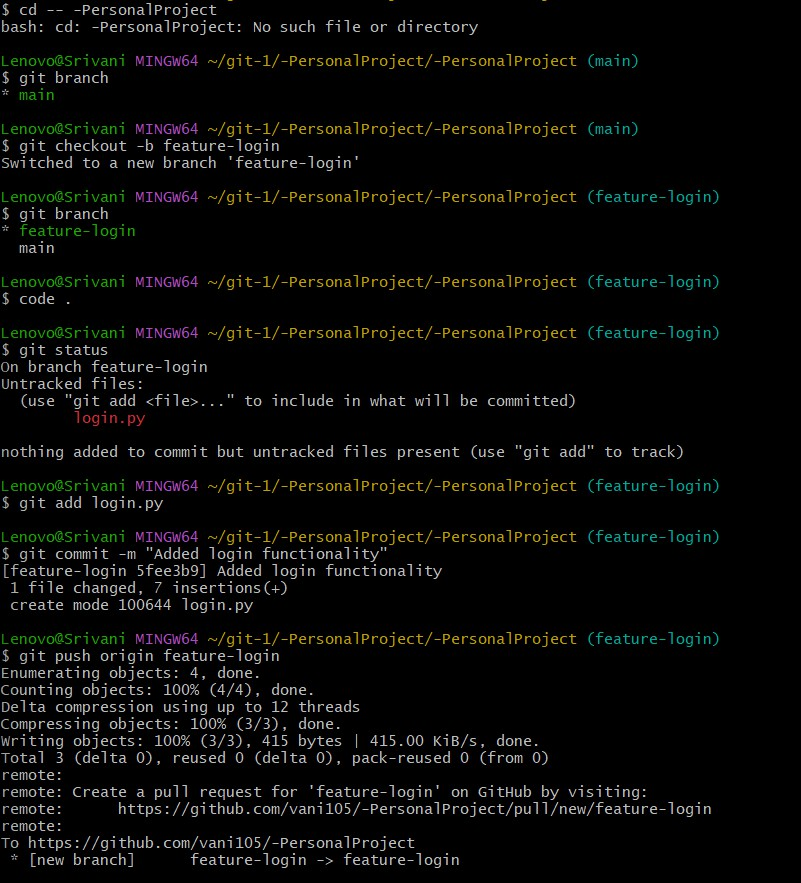 $ cd -- -PersonalProject
bash: cd: -PersonalProject: No such file or directory
Lenovo@Srivani MINGW64 ~/git-1/-PersonalProject/-PersonalProject (main)
$ git branch
* main
Lenovo@Srivani MINGW64 ~/git-1/-PersonalProject/-PersonalProject (main)
$ git checkout -b feature-login
Switched to a new branch 'feature-login'
Lenovo@Srivani MINGW64 ~/git-1/-PersonalProject/-PersonalProject (feature-login)
$ git branch
* feature-login
  main
Lenovo@Srivani MINGW64 ~/git-1/-PersonalProject/-PersonalProject (feature-login)
$ code .
Lenovo@Srivani MINGW64 ~/git-1/-PersonalProject/-PersonalProject (feature-login)
$ git status
On branch feature-login
Untracked files:
  (use "git add <file>..." to include in what will be committed)
        login.py
nothing added to commit but untracked files present (use "git add" to track)
Lenovo@Srivani MINGW64 ~/git-1/-PersonalProject/-PersonalProject (feature-login)
$ git add login.py
Lenovo@Srivani MINGW64 ~/git-1/-PersonalProject/-PersonalProject (feature-login)
$ git commit -m "Added login functionality"
[feature-login 5fee3b9] Added login functionality
 1 file changed, 7 insertions(+)
 create mode 100644 login.py
Lenovo@Srivani MINGW64 ~/git-1/-PersonalProject/-PersonalProject (feature-login)
$ git push origin feature-login
Enumerating objects: 4, done.
Counting objects: 100% (4/4), done.
Delta compression using up to 12 threads
Compressing objects: 100% (3/3), done.
Writing objects: 100% (3/3), 415 bytes | 415.00 KiB/s, done.
Total 3 (delta 0), reused 0 (delta 0), pack-reused 0 (from 0)
remote:
remote: Create a pull request for 'feature-login' on GitHub by visiting:
remote:      https://github.com/vani105/-PersonalProject/pull/new/feature-login
remote:
To https://github.com/vani105/-PersonalProject
 * [new branch]      feature-login -> feature-login